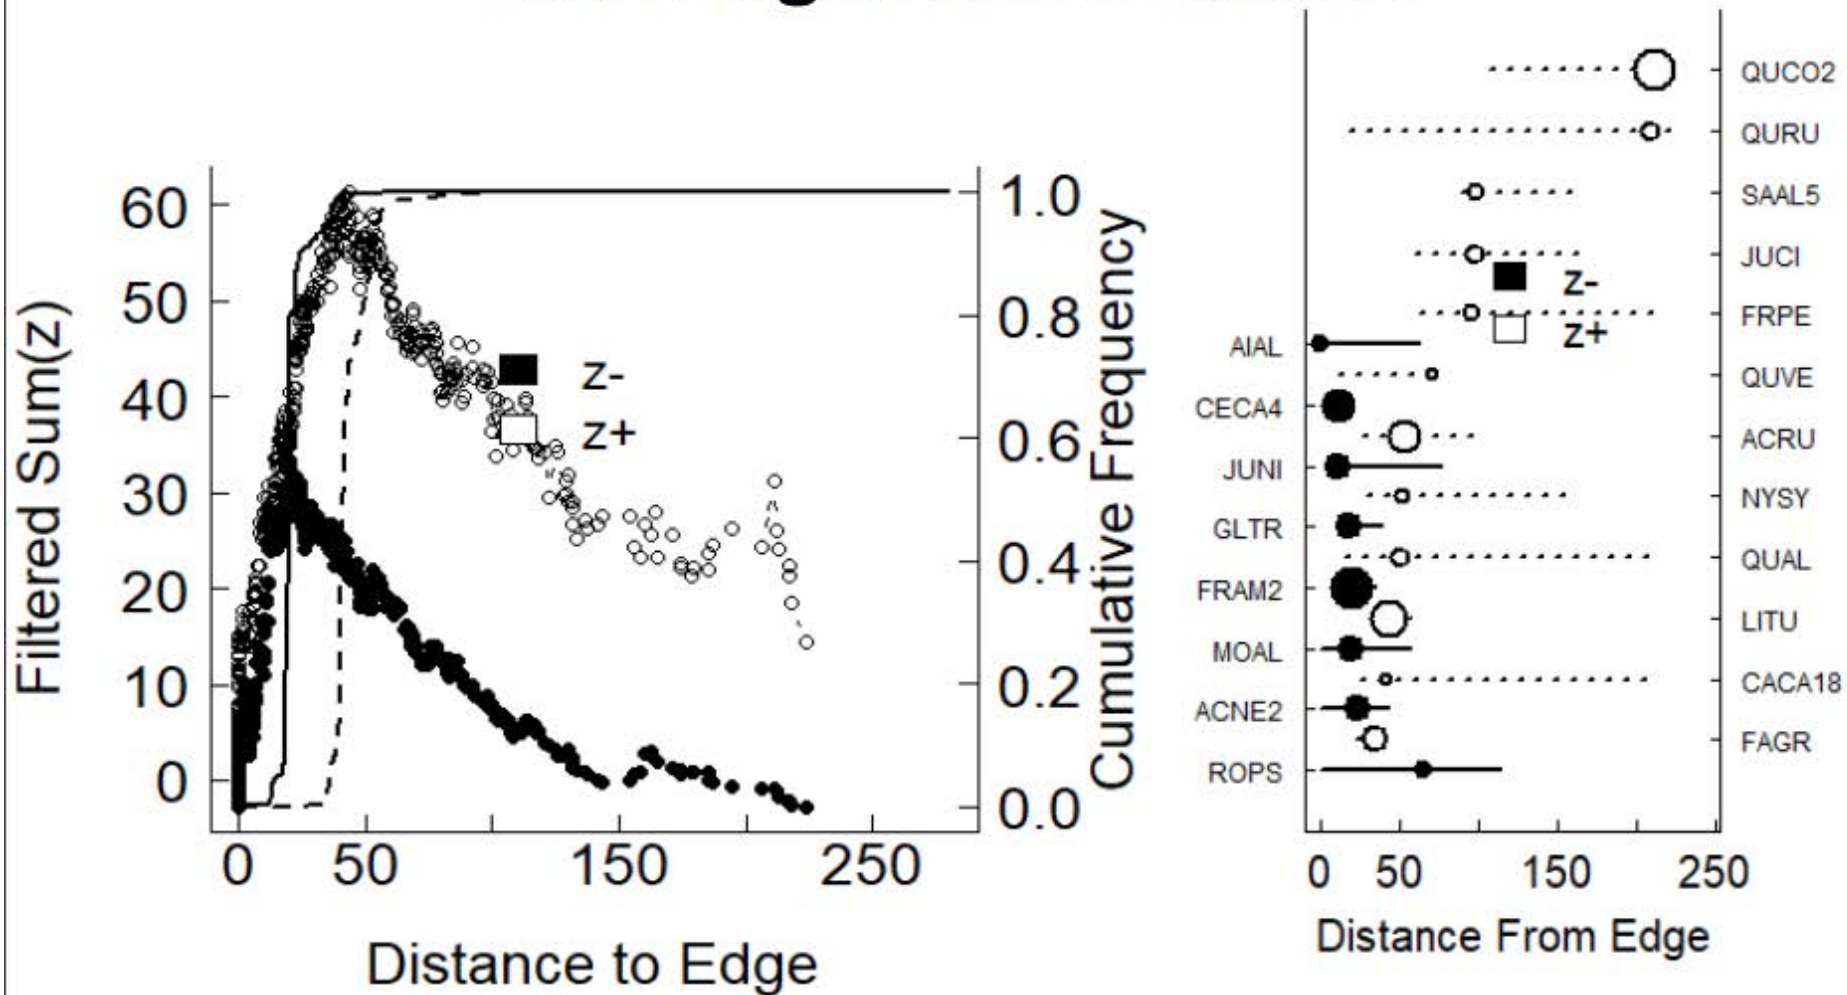 Filtered Sum(z)
60
50
40
30
20
10
0
z-
z+
1.0
0.8
0.6
0.4
0.2
0.0
Cumulative Frequency
0 50 150 250
Distance to Edge
AIAL
CECA4
JUNI
GLTR
FRAM2
MOAL
ACNE2
ROPS
z-
z+
QUCO2
QURU
SAAL5
JUCI
FRPE
QUVE
ACRU
NYSY
QUAL
LITU
CACA18
FAGR
0 50 150 250
Distance From Edge